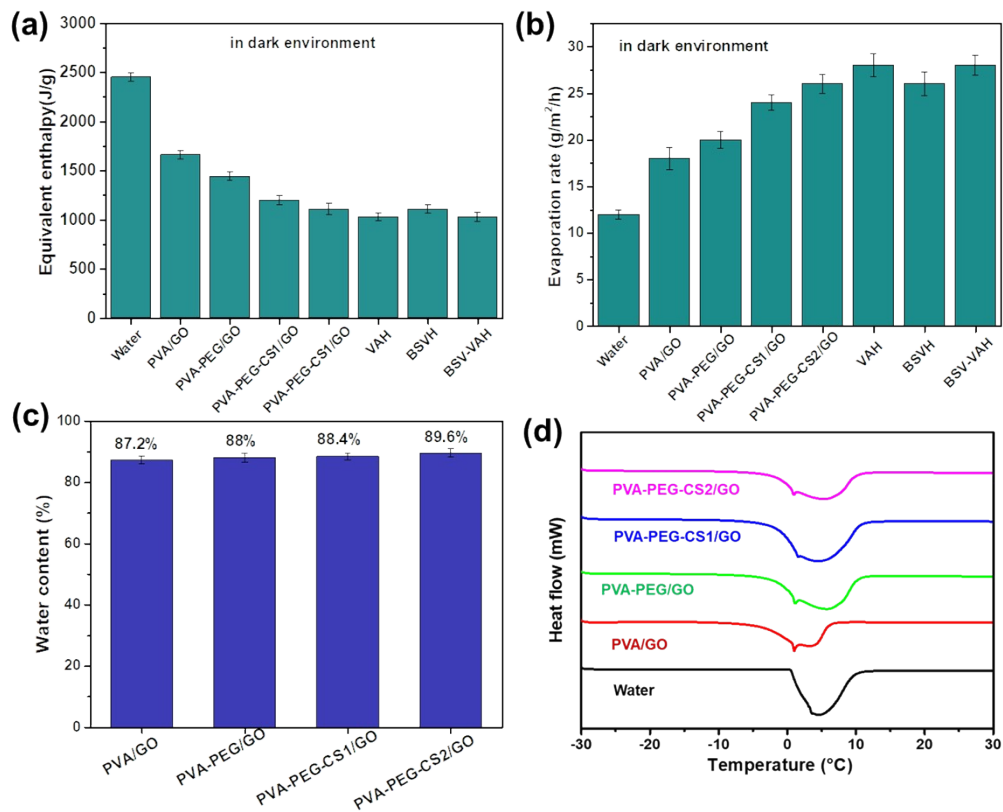 (a)
in dark environment
Equivalent enthalpy(J/g)
3000
2500
2000
1500
1000
500
0
Water
PVA/GO
PVA-PEG/GO
PVA-PEG-CS1/GO
PVA-PEG-CS1/GO
VAH
BSVH
BSV-VAH
(b)
in dark environment
Evaporation rate (g/m²/h)
30
25
20
15
10
5
0
Water
PVA/GO
PVA-PEG/GO
PVA-PEG-CS1/GO
PVA-PEG-CS2/GO
VAH
BSVH
BSV-VAH
(c)
Water content (%)
100
80
60
40
20
0
87.2%
88%
88.4%
89.6%
PVA/GO
PVA-PEG/GO
PVA-PEG-CS1/GO
PVA-PEG-CS2/GO
(d)
Heat flow (mW)
PVA-PEG-CS2/GO
PVA-PEG-CS1/GO
PVA-PEG/GO
PVA/GO
Water
-30
-20
-10
0
10
20
30
Temperature (°C)